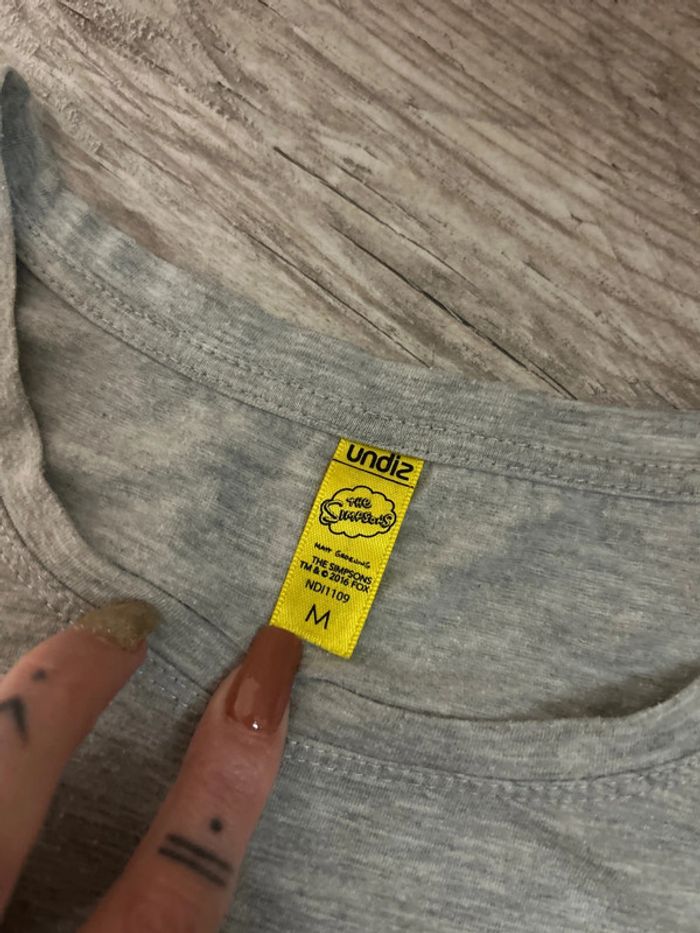 undiz
THE
SIMPSONS
MATT GROENING
THE SIMPSONS
TM & © 2016 FOX
NDI1109
M